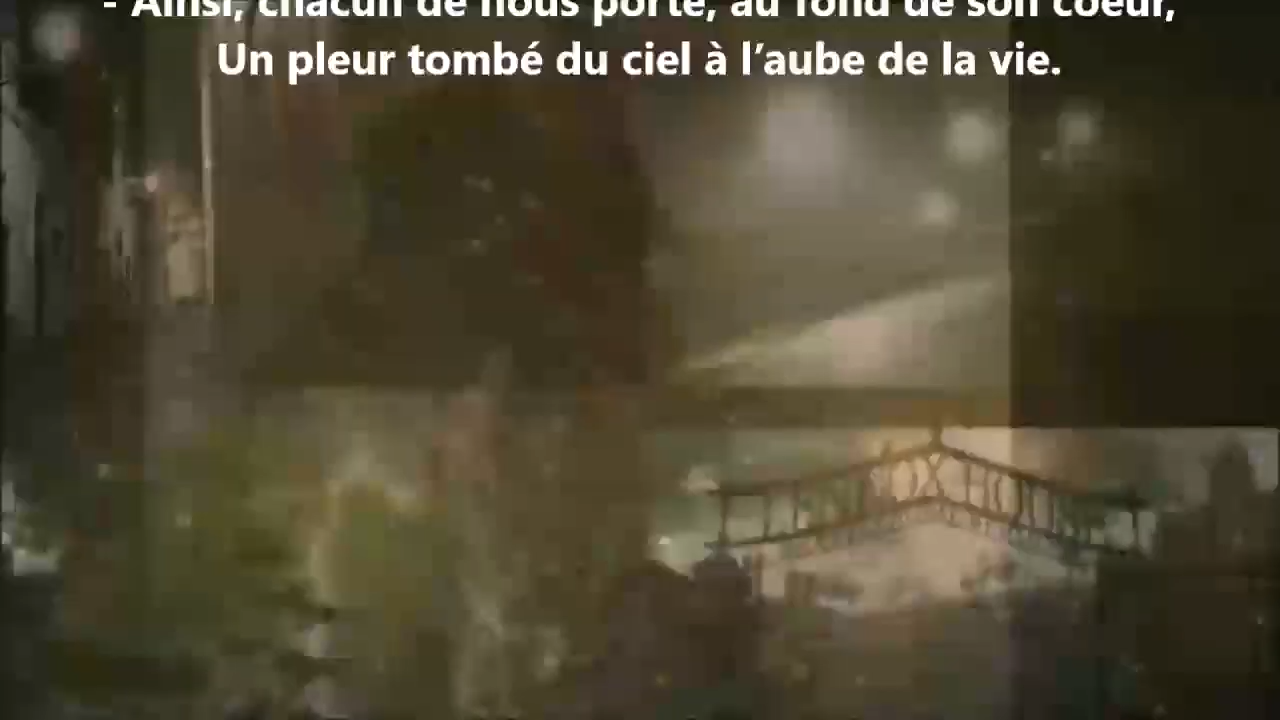 - Ainsi, chacun de nous porte, au fond de son coeur,
Un pleur tombé du ciel à l’aube de la vie.